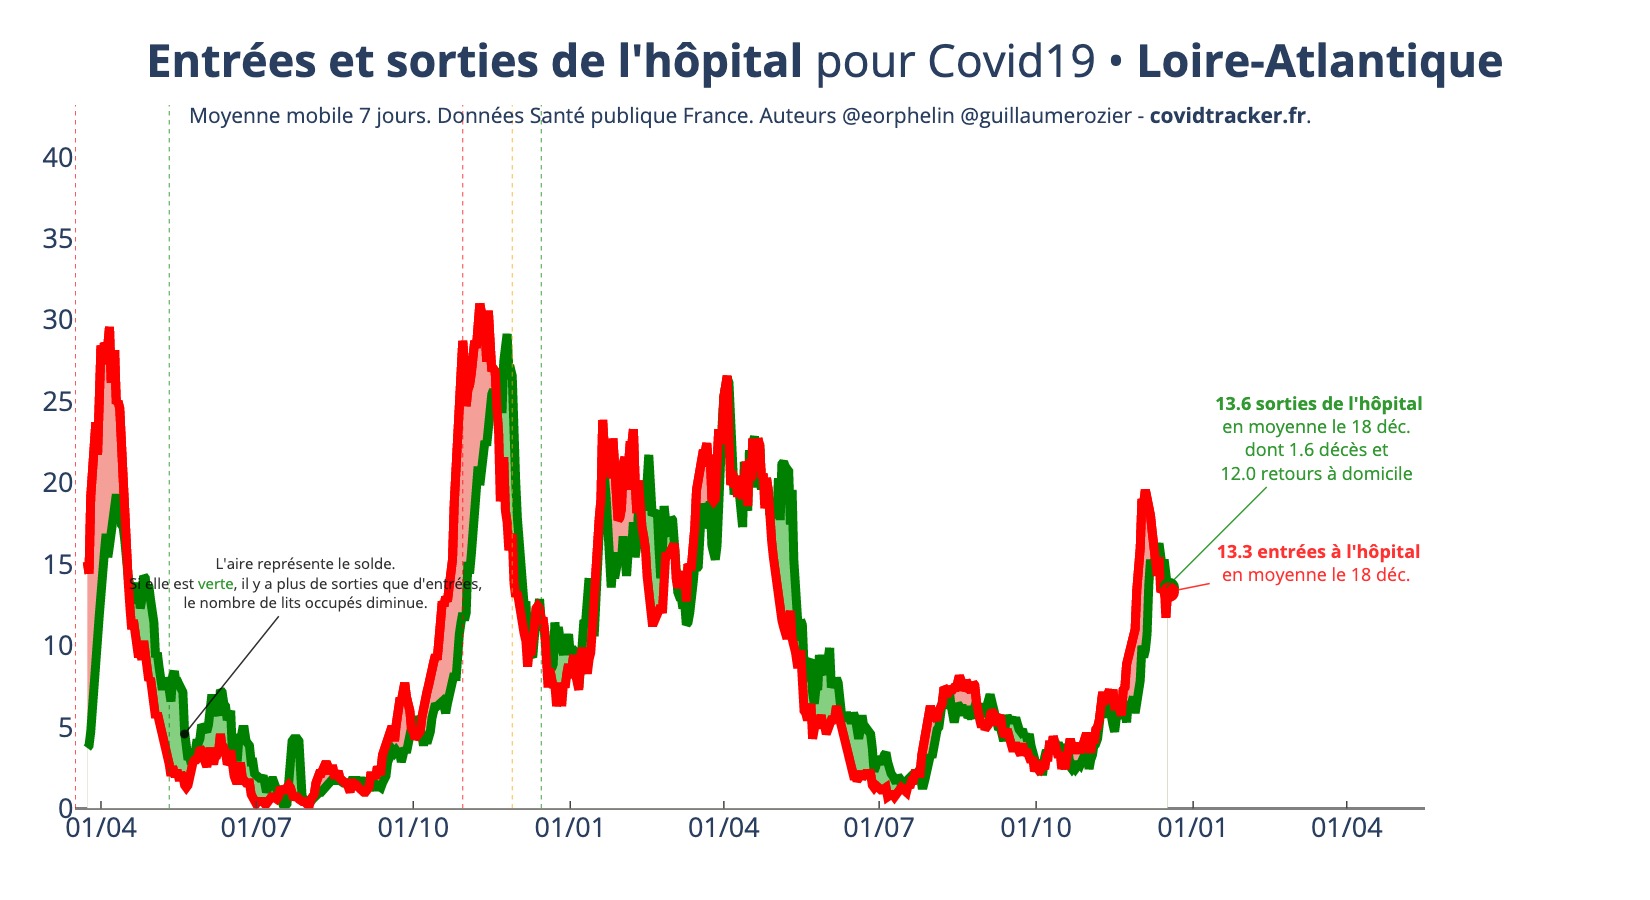 Entrées et sorties de l'hôpital pour Covid19 • Loire-Atlantique
Moyenne mobile 7 jours. Données Santé publique France. Auteurs @eorphelin @guillaumerozier - covidtracker.fr.
40
35
30
25
20
15
10
5
0
13.6 sorties de l'hôpital
en moyenne le 18 déc.
dont 1.6 décès et
12.0 retours à domicile
13.3 entrées à l'hôpital
en moyenne le 18 déc.
L'aire représente le solde.
Si elle est verte, il y a plus de sorties que d'entrées,
le nombre de lits occupés diminue.
01/04 01/07 01/10 01/01 01/04 01/07 01/10 01/01 01/04